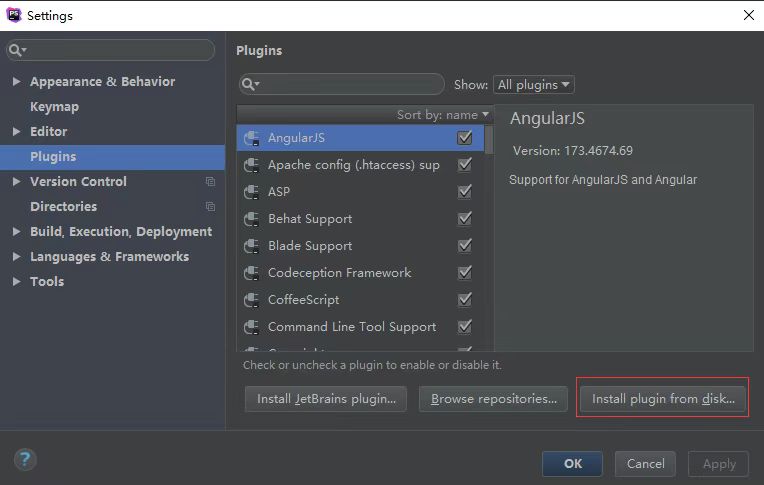 PS Settings
Plugins
Show: All plugins
Appearance & Behavior
Keymap
Editor
Plugins
Version Control
Directories
Build, Execution, Deployment
Languages & Frameworks
Tools
Sort by: name
AngularJS
Apache config (.htaccess) sup
ASP
Behat Support
Blade Support
Codeception Framework
CoffeeScript
Command Line Tool Support
AngularJS
Version: 173.4674.69
Support for AngularJS and Angular
Check or uncheck a plugin to enable or disable it.
Install JetBrains plugin...
Browse repositories...
Install plugin from disk...
?
OK
Cancel
Apply